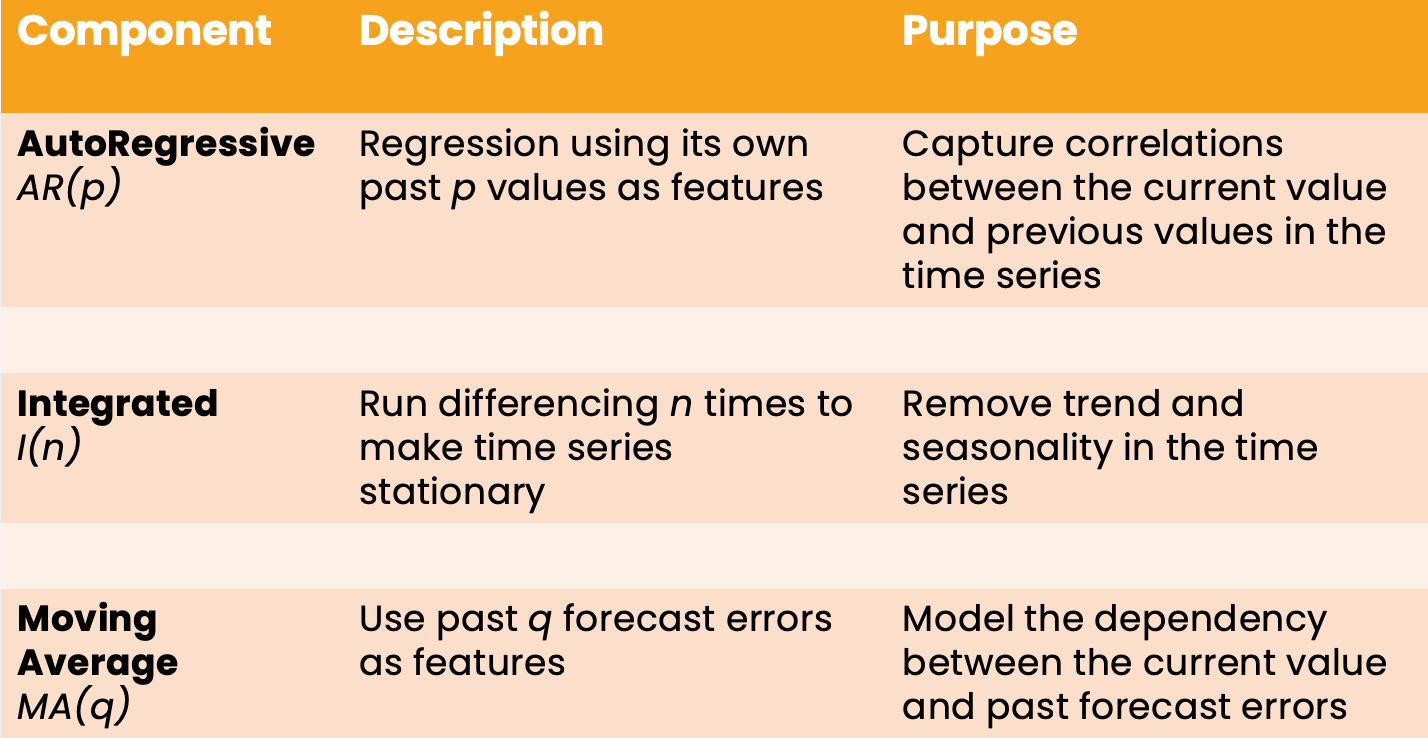 Component Description Purpose
AutoRegressive Regression using its own Capture correlations
AR(p) past p values as features between the current value
and previous values in the
time series
Integrated Run differencing n times to Remove trend and
I(n) make time series seasonality in the time
stationary series
Moving Use past q forecast errors Model the dependency
Average as features between the current value
MA(q) and past forecast errors